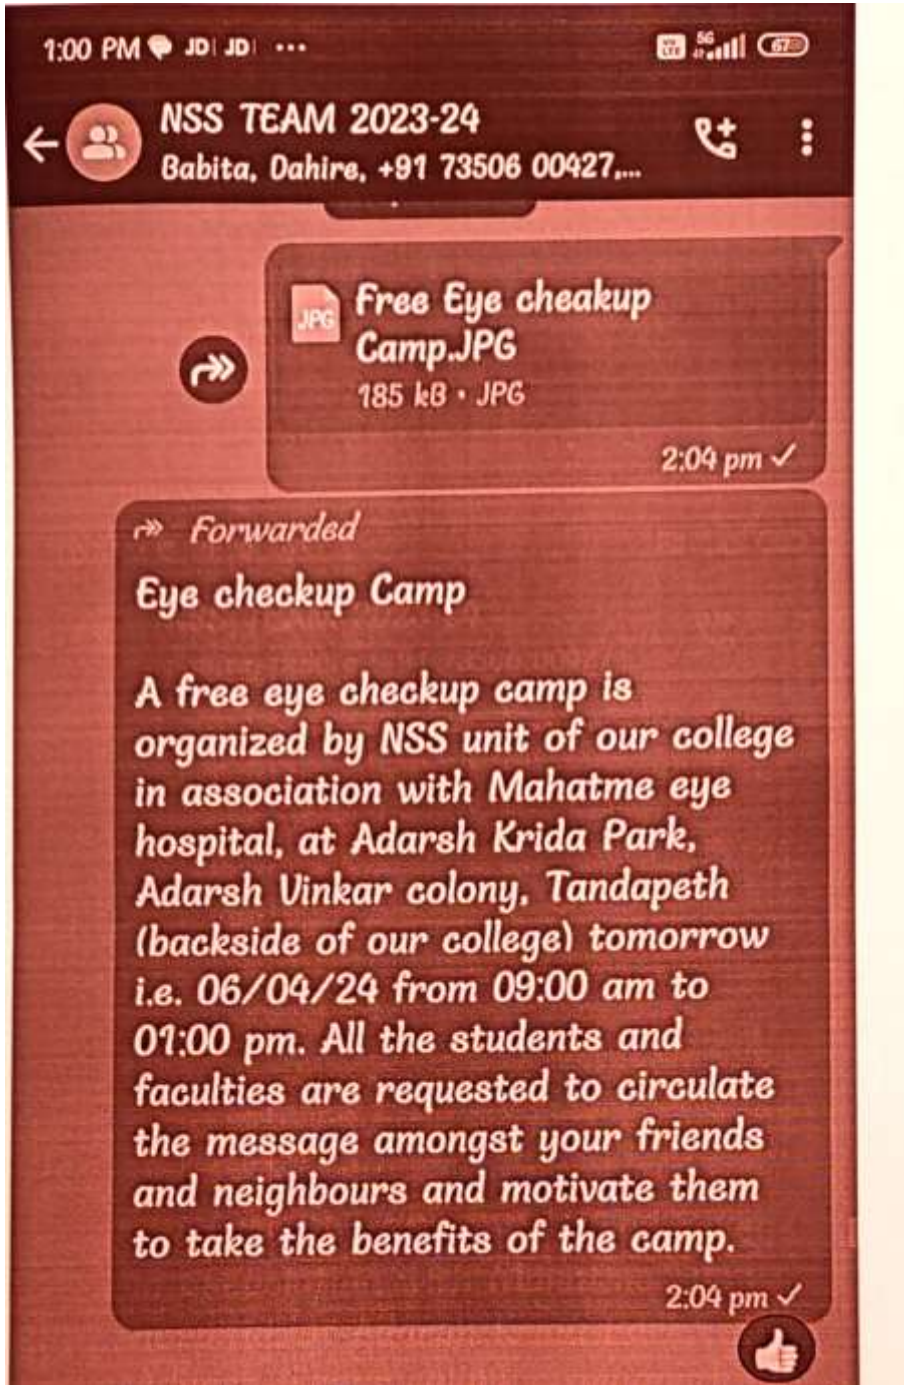 1:00 PM JD JD ...
Vo LTE 5G 67
NSS TEAM 2023-24
Babita, Dahire, +91 73506 00427,...
JPG
Free Eye cheakup
Camp.JPG
185 kB • JPG
2:04 pm
Forwarded
Eye checkup Camp
A free eye checkup camp is
organized by NSS unit of our college
in association with Mahatme eye
hospital, at Adarsh Krida Park,
Adarsh Vinkar colony, Tandapeth
(backside of our college) tomorrow
i.e. 06/04/24 from 09:00 am to
01:00 pm. All the students and
faculties are requested to circulate
the message amongst your friends
and neighbours and motivate them
to take the benefits of the camp.
2:04 pm